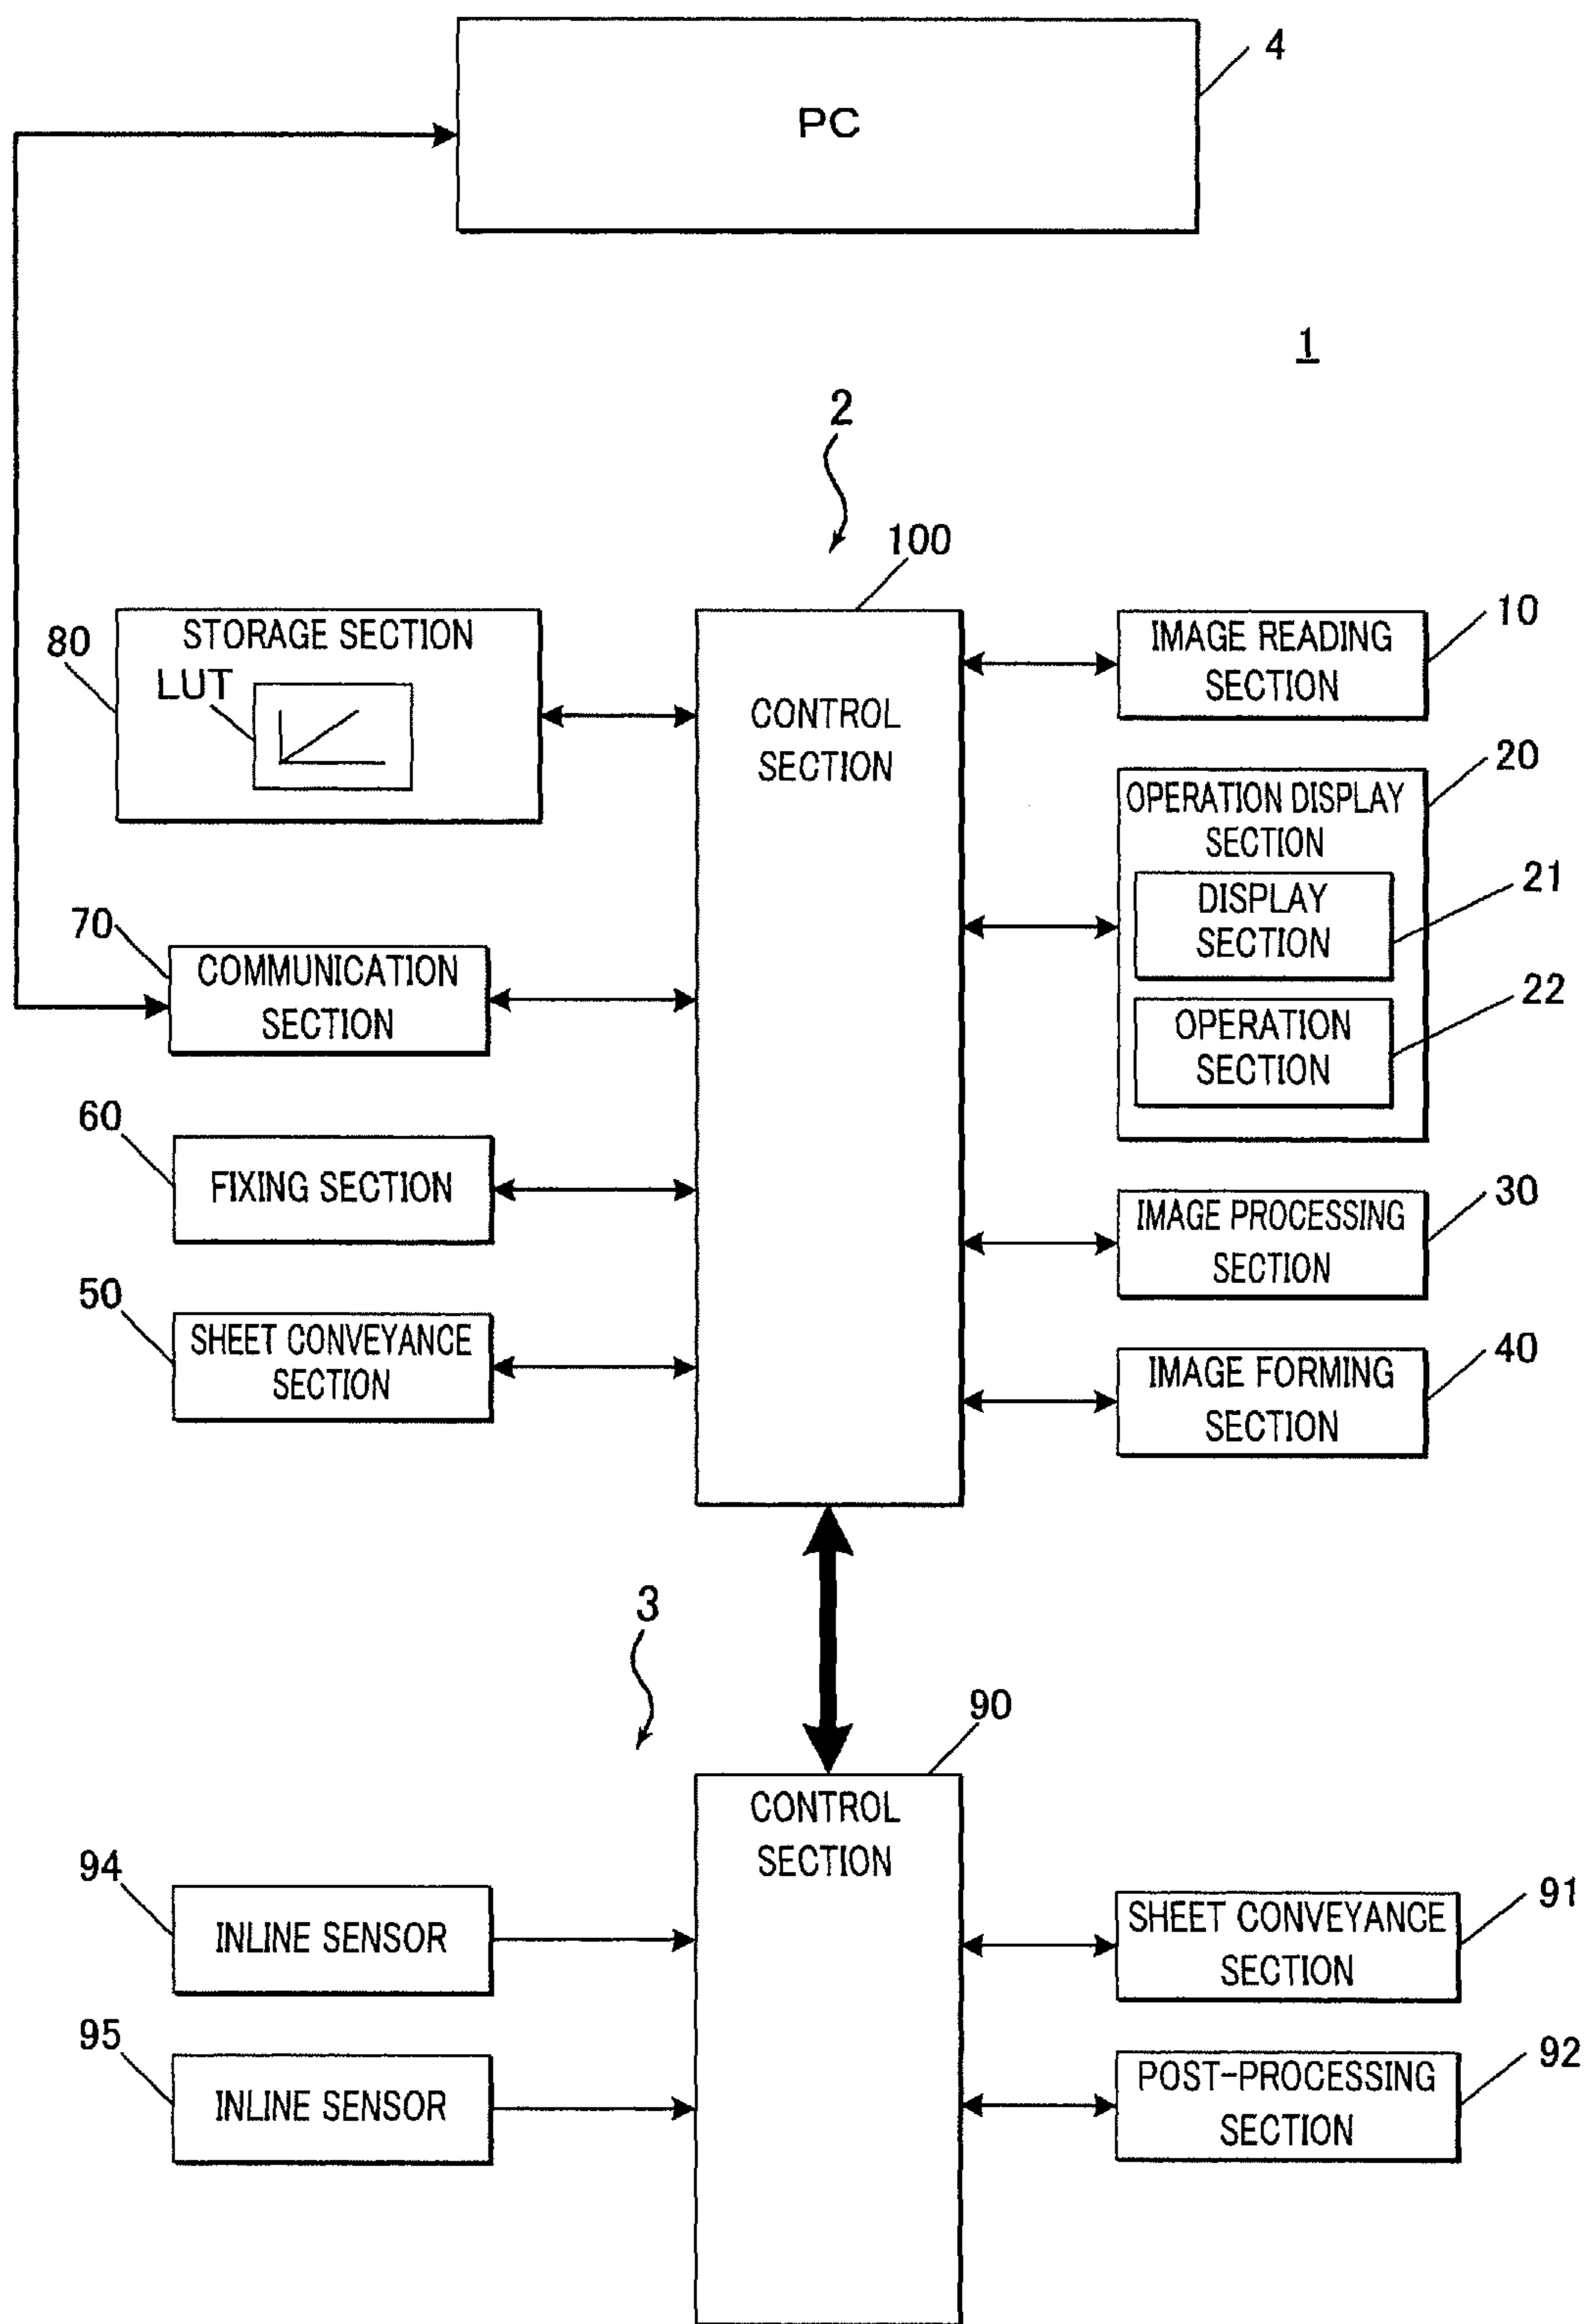 4
PC
1
2
100
80
STORAGE SECTION
LUT
CONTROL
SECTION
10
IMAGE READING
SECTION
20
OPERATION DISPLAY
SECTION
21
DISPLAY
SECTION
22
OPERATION
SECTION
70
COMMUNICATION
SECTION
60
FIXING SECTION
30
IMAGE PROCESSING
SECTION
50
SHEET CONVEYANCE
SECTION
40
IMAGE FORMING
SECTION
3
90
CONTROL
SECTION
94
INLINE SENSOR
91
SHEET CONVEYANCE
SECTION
95
INLINE SENSOR
92
POST-PROCESSING
SECTION